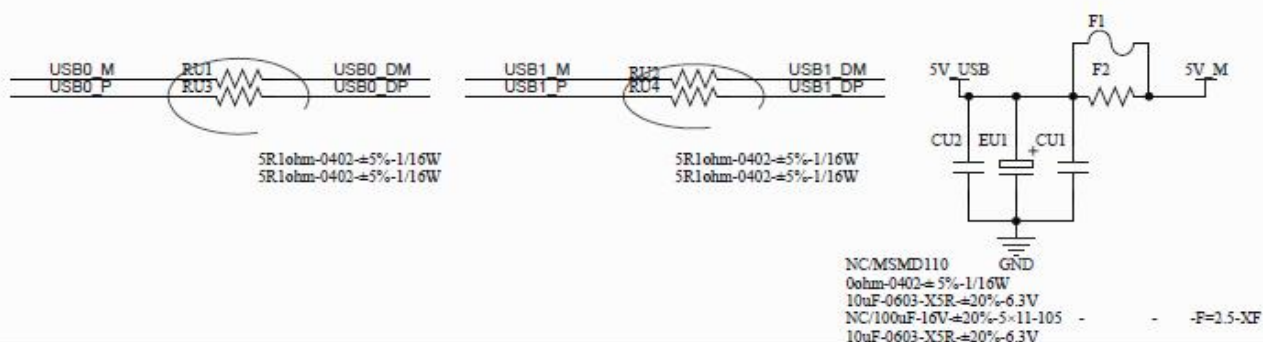 F1
USB0_M RU1 USB0_DM USB1_M RU2 USB1_DM 5V_USB F2 5V_M
USB0_P RU3 USB0_DP USB1_P RU4 USB1_DP
CU2 EU1 + CU1
5R1ohm-0402-±5%-1/16W 5R1ohm-0402-±5%-1/16W
5R1ohm-0402-±5%-1/16W 5R1ohm-0402-±5%-1/16W
NC/MSMD110 GND
0ohm-0402-±5%-1/16W
10uF-0603-X5R-±20%-6.3V
NC/100uF-16V-±20%-5×11-105 - - -F=2.5-XF
10uF-0603-X5R-±20%-6.3V